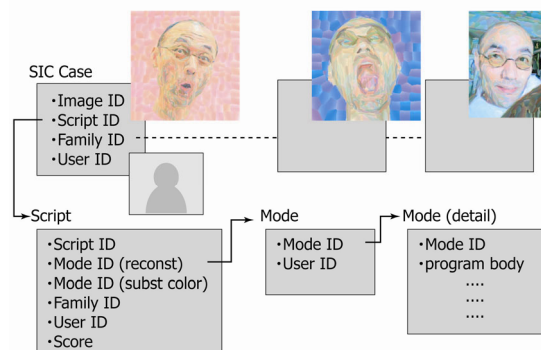 SIC Case
・Image ID
・Script ID
・Family ID
・User ID
Script
・Script ID
・Mode ID (reconst)
・Mode ID (subst color)
・Family ID
・User ID
・Score
Mode
・Mode ID
・User ID
Mode (detail)
・Mode ID
・program body
....
....
....